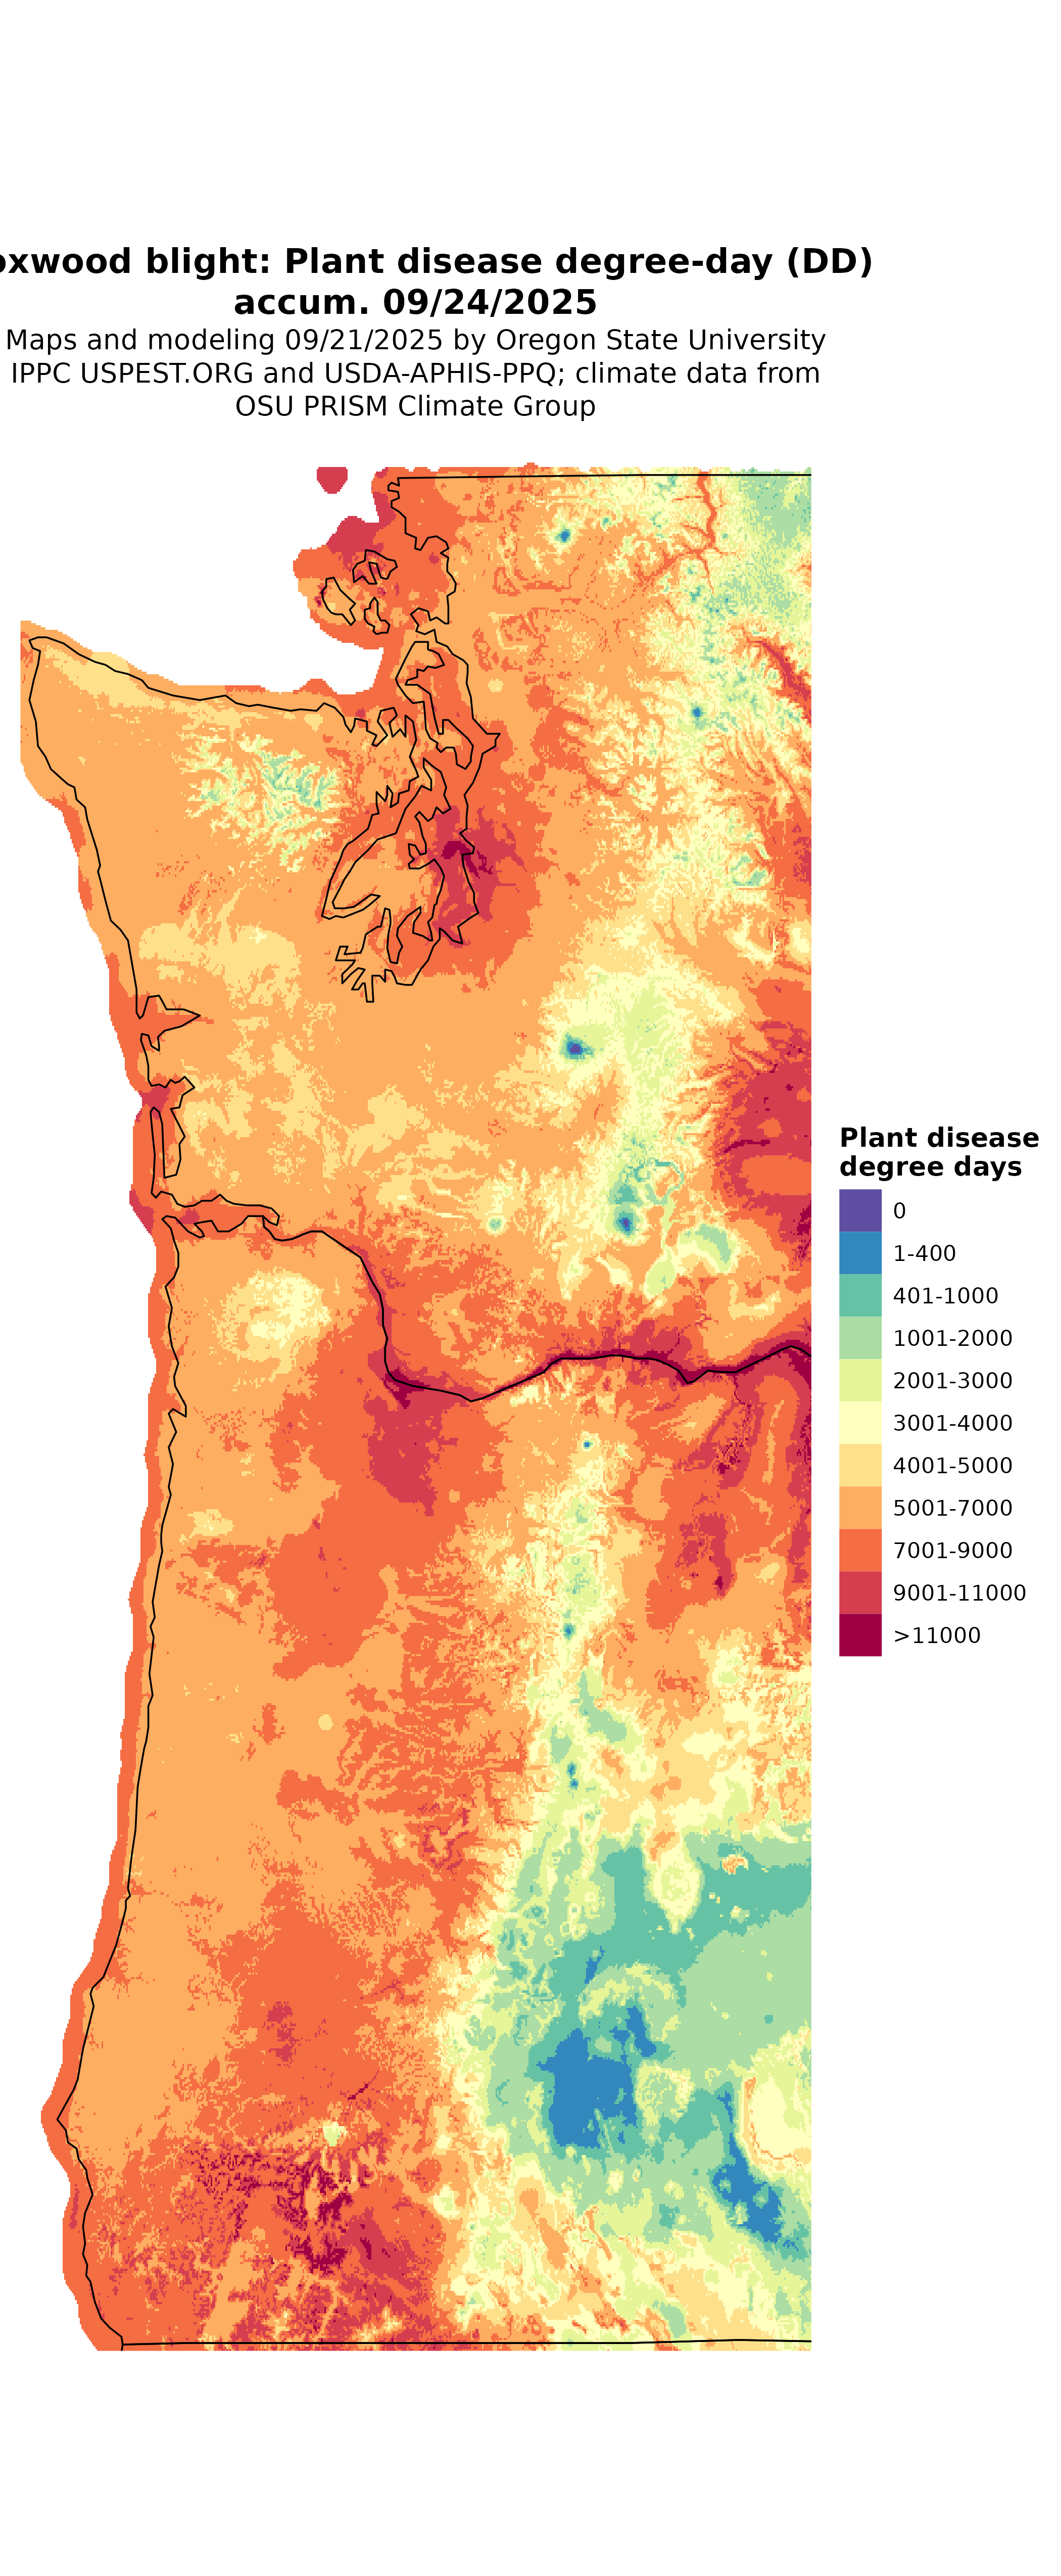 oxwood blight: Plant disease degree-day (DD)
accum. 09/24/2025
Maps and modeling 09/21/2025 by Oregon State University
IPPC USPEST.ORG and USDA-APHIS-PPQ; climate data from
OSU PRISM Climate Group
Plant disease
degree days
0
1-400
401-1000
1001-2000
2001-3000
3001-4000
4001-5000
5001-7000
7001-9000
9001-11000
>11000